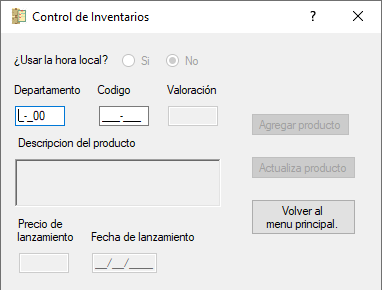 Control de Inventarios ? ×
¿Usar la hora local? Si No
Departamento Codigo Valoración
_-_00 ___-___
Agregar producto
Descripcion del producto
Actualiza producto
Volver al
menu principal.
Precio de
lanzamiento Fecha de lanzamiento
__/__/____